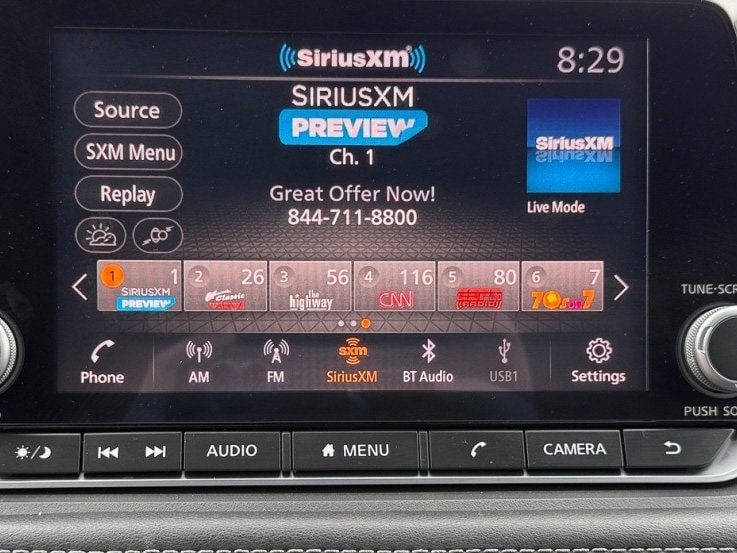 SiriusXM
8:29
Source
SXM Menu
Replay
SIRIUSXM
PREVIEW
Ch. 1
Great Offer Now!
844-711-8800
SiriusXM
Live Mode
1 1
SIRIUSXM
PREVIEW
2 26
Classic
3 56
the
highway
4 116
CNN
5 80
6 7
70s on 7
Phone
AM
FM
sxm
SiriusXM
BT Audio
USB1
Settings
TUNE-SCR
PUSH SO
AUDIO
MENU
CAMERA